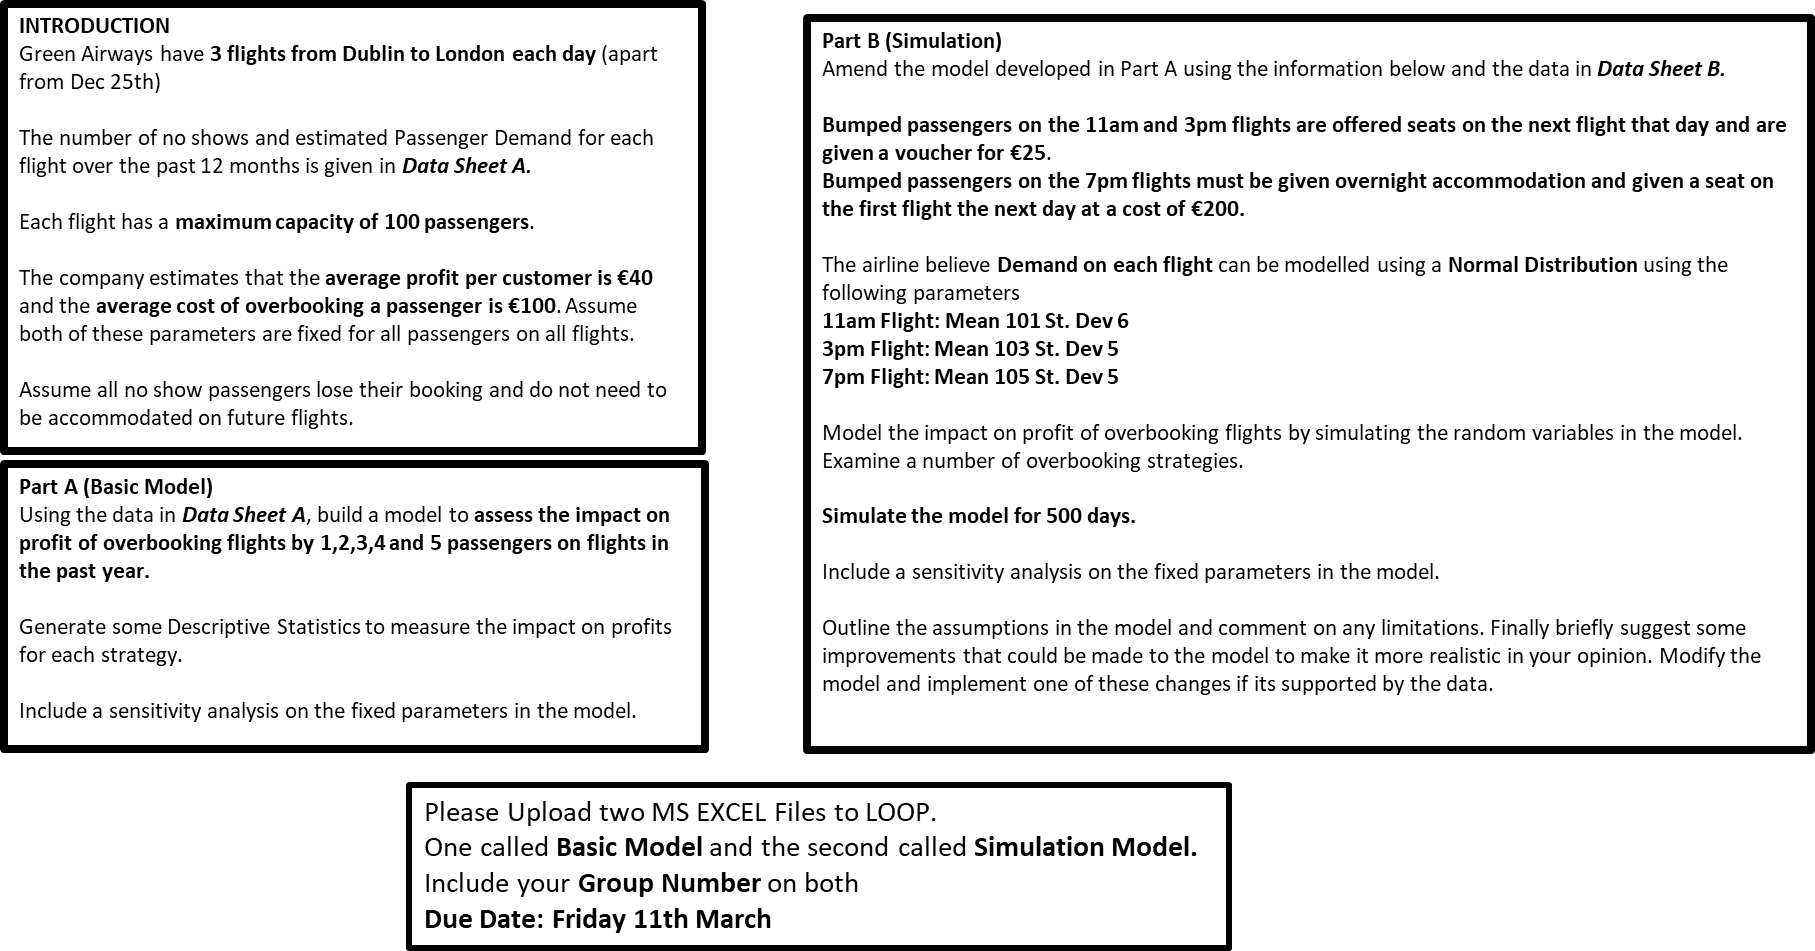 INTRODUCTION
Green Airways have 3 flights from Dublin to London each day (apart
from Dec 25th)
The number of no shows and estimated Passenger Demand for each
flight over the past 12 months is given in Data Sheet A.
Each flight has a maximum capacity of 100 passengers.
The company estimates that the average profit per customer is €40
and the average cost of overbooking a passenger is €100. Assume
both of these parameters are fixed for all passengers on all flights.
Assume all no show passengers lose their booking and do not need to
be accommodated on future flights.
Part A (Basic Model)
Using the data in Data Sheet A, build a model to assess the impact on
profit of overbooking flights by 1,2,3,4 and 5 passengers on flights in
the past year.
Generate some Descriptive Statistics to measure the impact on profits
for each strategy.
Include a sensitivity analysis on the fixed parameters in the model.
Part B (Simulation)
Amend the model developed in Part A using the information below and the data in Data Sheet B.
Bumped passengers on the 11am and 3pm flights are offered seats on the next flight that day and are
given a voucher for €25.
Bumped passengers on the 7pm flights must be given overnight accommodation and given a seat on
the first flight the next day at a cost of €200.
The airline believe Demand on each flight can be modelled using a Normal Distribution using the
following parameters
11am Flight: Mean 101 St. Dev 6
3pm Flight: Mean 103 St. Dev 5
7pm Flight: Mean 105 St. Dev 5
Model the impact on profit of overbooking flights by simulating the random variables in the model.
Examine a number of overbooking strategies.
Simulate the model for 500 days.
Include a sensitivity analysis on the fixed parameters in the model.
Outline the assumptions in the model and comment on any limitations. Finally briefly suggest some
improvements that could be made to the model to make it more realistic in your opinion. Modify the
model and implement one of these changes if its supported by the data.
Please Upload two MS EXCEL Files to LOOP.
One called Basic Model and the second called Simulation Model.
Include your Group Number on both
Due Date: Friday 11th March